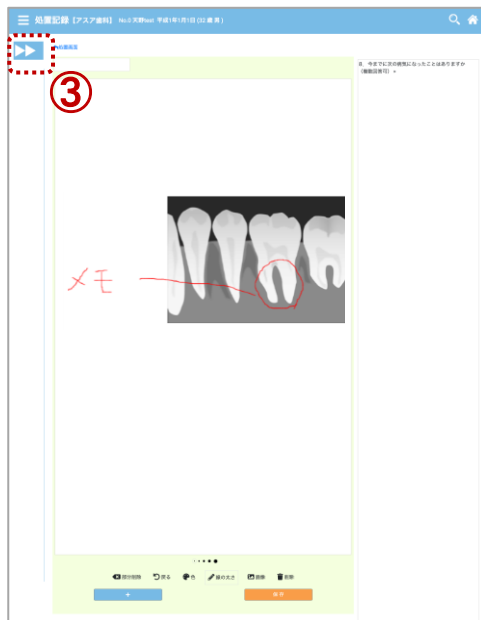 処置記録 [アスア歯科] No.0 天野test 平成1年1月1日 (32 歳 男)
処置画面
③
Ⅱ 今までに次の病気になったことはありますか
(複数回答可)
メモ
部分削除 戻る 色 線の太さ 画像 削除
+
保存